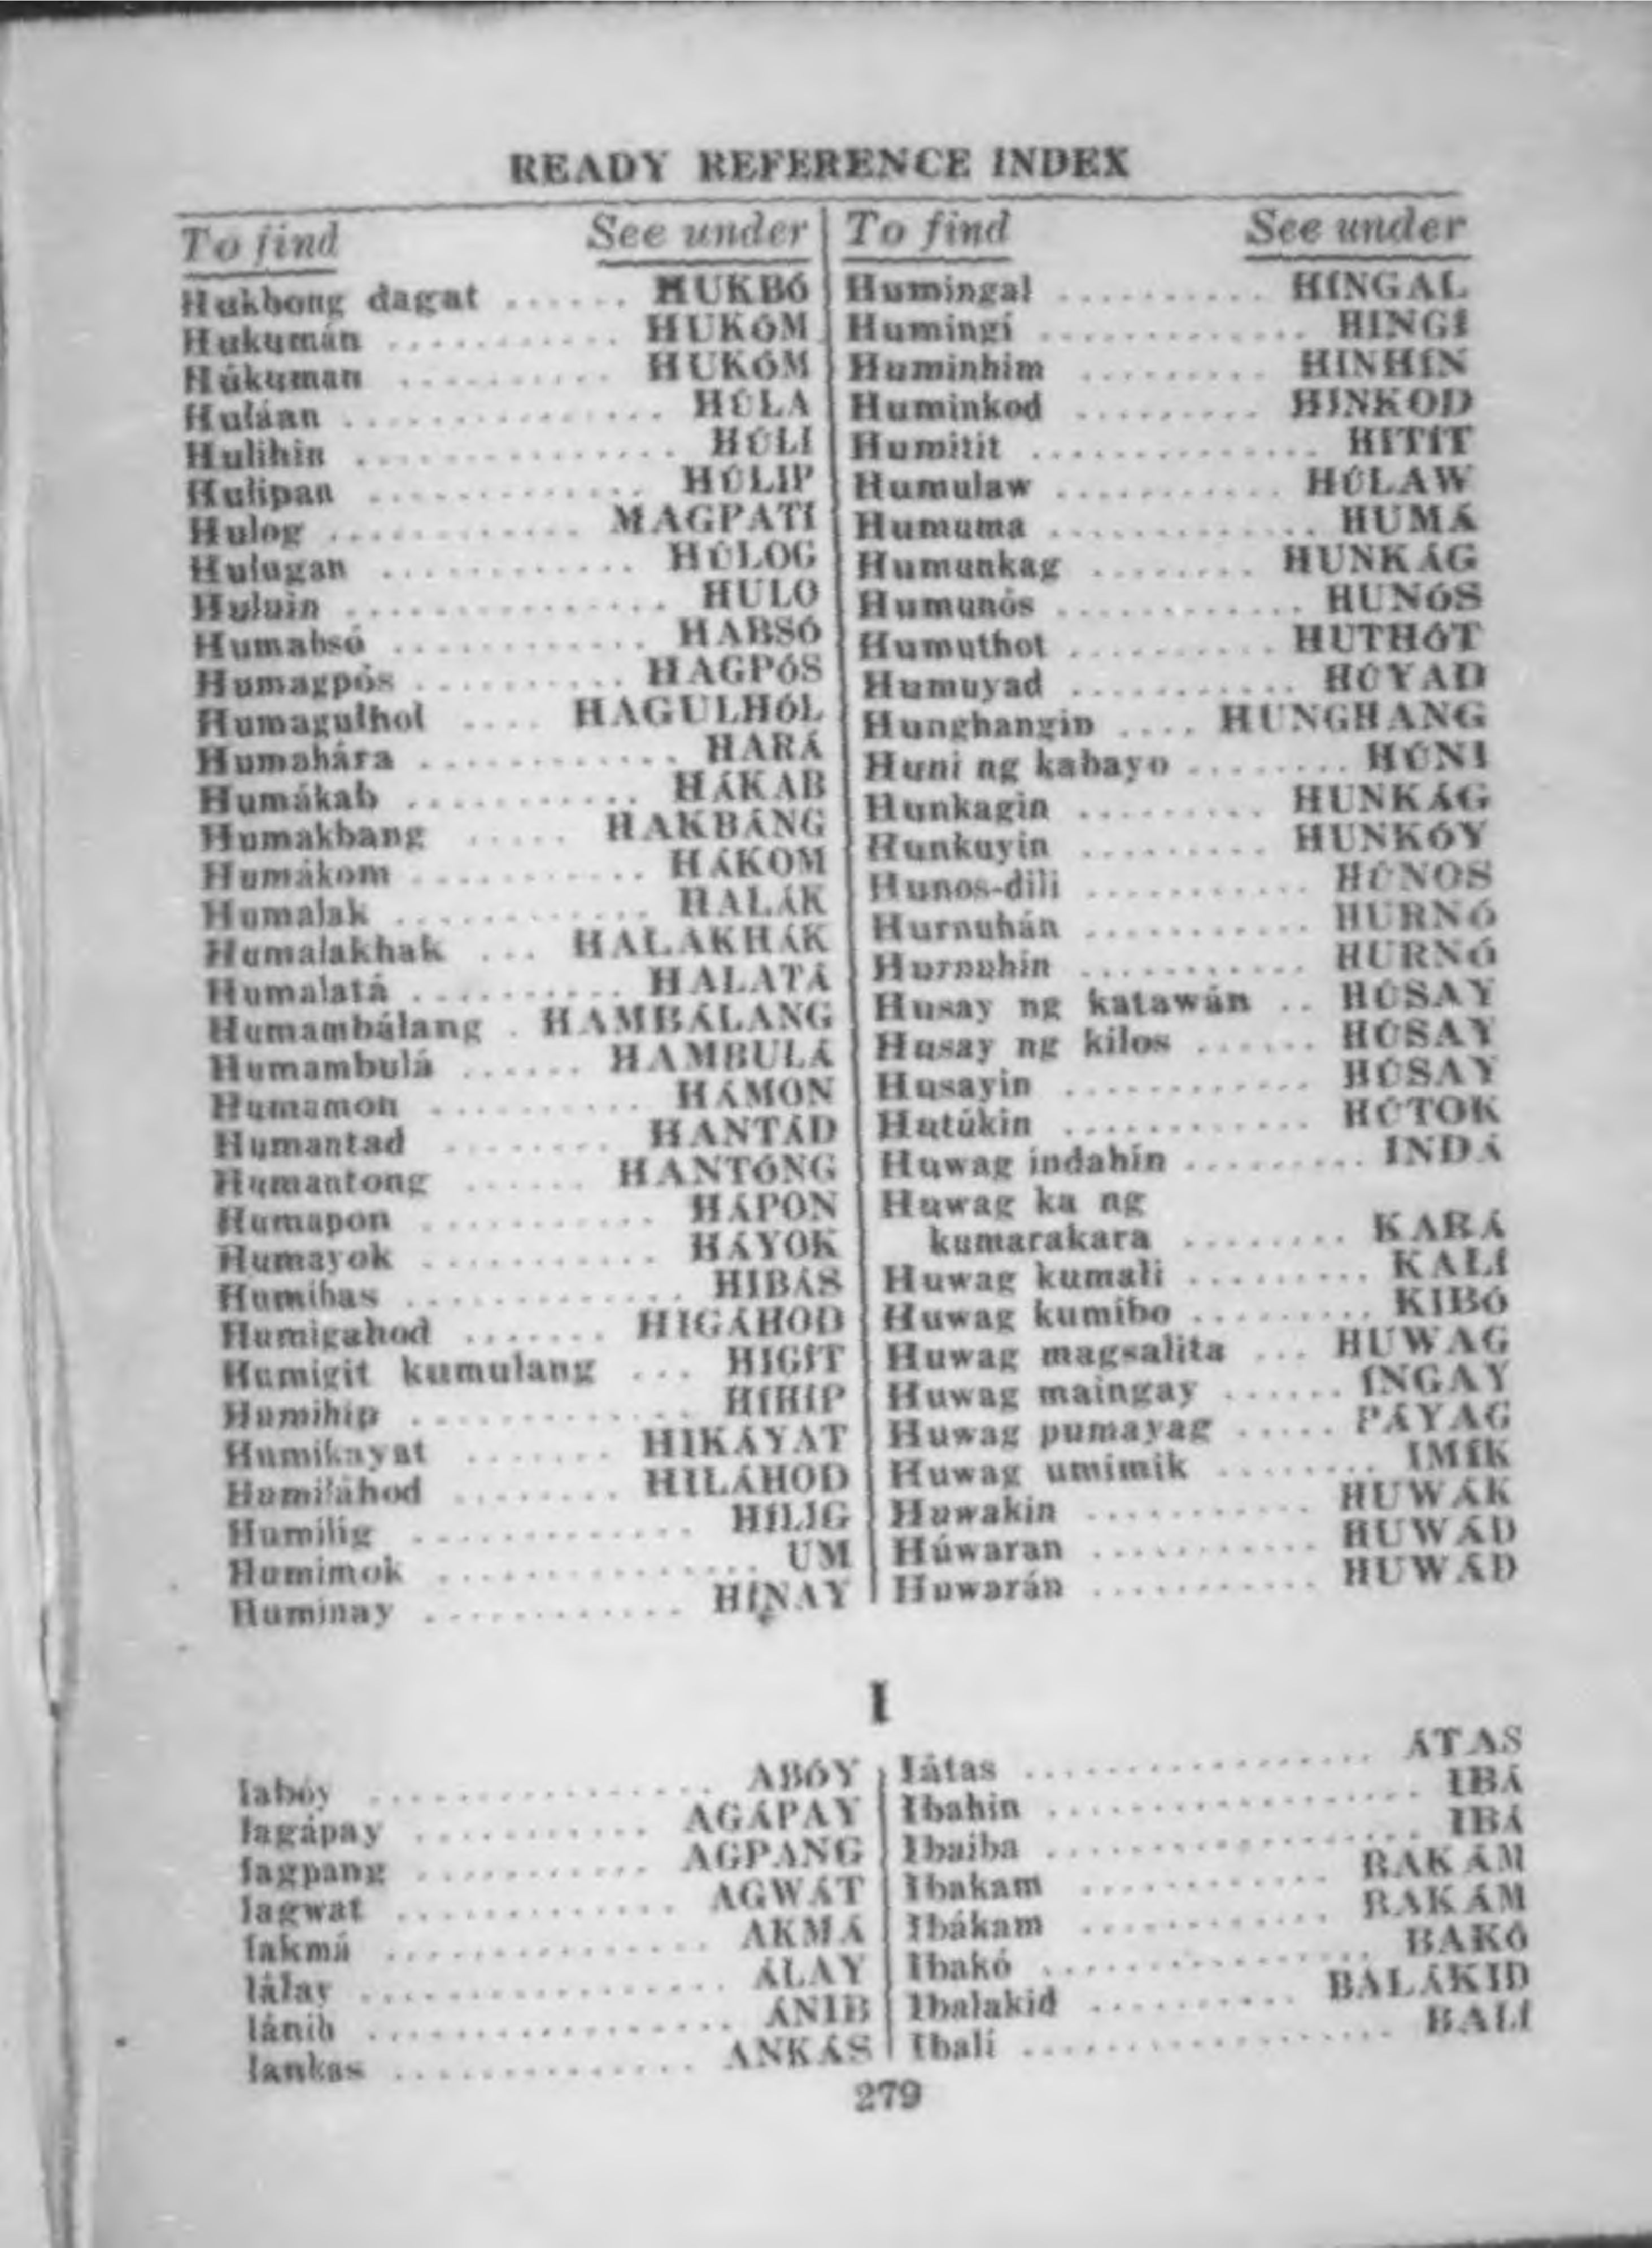 READY REFERENCE INDEX
To find See under
Hukbong dagat ...... HUKBÓ
Hukumán ............ HUKÓM
Húkuman ........... HUKÓM
Huláan ................ HÚLA
Hulihin ................ HÚLI
Hulipan .............. HÚLIP
Hulog ............ MAGPATI
Hulugan ............. HÚLOG
Huluin ................ HULO
Humabsó ............. HABSÓ
Humagpós .......... HAGPÓS
Humagulhol .... HAGULHÓL
Humahára ............. HARÁ
Humákab ............ HÁKAB
Humakbang ..... HAKBÁNG
Humákom ............ HÁKOM
Humalak ............. HALÁK
Humalakhak ... HALAKHÁK
Humalatá ........... HALATÁ
Humambálang . HAMBÁLANG
Humambulá ...... HAMBULÁ
Humamon ........... HÁMON
Humantad ......... HANTÁD
Humantong ...... HANTÓNG
Humapon ............ HÁPON
Humayok ............ HÁYOK
Humibas .............. HIBÁS
Humigahod ....... HIGÁHOD
Humigit kumulang ... HIGÍT
Humihip .............. HÍHIP
Humikayat ....... HIKÁYAT
Humiláhod ........ HILÁHOD
Humilig .............. HÍLIG
Humimok ................ UM
Huminay ............. HÍNAY
To find See under
Humingal .......... HÍNGAL
Humingí ............. HINGÍ
Huminhim ......... HINHÍN
Huminkod ......... HINKOD
Humitit .............. HITÍT
Humulaw ........... HÚLAW
Humuma ............. HUMÁ
Humunkag ........ HUNKÁG
Humunós ............ HUNÓS
Humuthot .......... HUTHÓT
Humuyad ........... HÚYAD
Hunghangin .... HUNGHANG
Huni ng kabayo ........ HÚNI
Hunkagin ......... HUNKÁG
Hunkuyin ......... HUNKÓY
Hunos-dili ........... HÚNOS
Hurnuhán ........... HURNÓ
Hurnuhin ........... HURNÓ
Husay ng katawán .. HÚSAY
Husay ng kilos ...... HÚSAY
Husayin ............ HÚSAY
Hutúkin ............ HÚTOK
Huwag indahin ......... INDÁ
Huwag ka ng
kumarakara ........ KARÁ
Huwag kumali ......... KALÍ
Huwag kumibo ......... KIBÓ
Huwag magsalita ... HUWAG
Huwag maingay ...... ÍNGAY
Huwag pumayag ..... PÁYAG
Huwag umimik ........ IMÍK
Huwakin ........... HUWÁK
Húwaran ........... HUWÁD
Huwarán ........... HUWÁD
I
Iabóy ................ ABÓY
Iagápay ........... AGÁPAY
Iagpang ........... AGPANG
Iagwat ............. AGWÁT
Iakmá ................ AKMÁ
Iálay ................. ÁLAY
Iánib ................. ÁNIB
Iankas .............. ANKÁS
Iátas ................. ÁTAS
Ibahin .................. IBÁ
Ibaiba .................. IBÁ
Ibakam ............ BAKÁM
Ibákam ............ BAKÁM
Ibakó ................ BAKÓ
Ibalakid .......... BALÁKID
Ibali .................. BALÍ
279